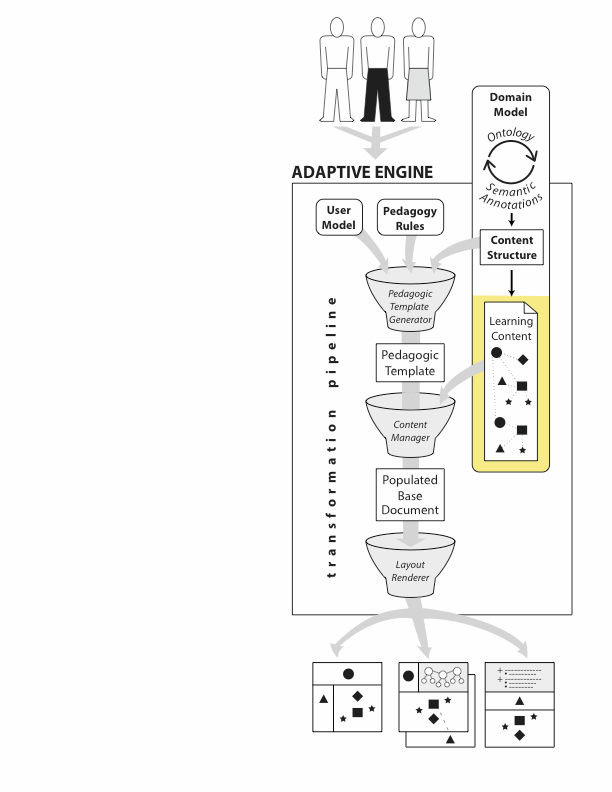 Domain
Model
Ontology
Semantic
Annotations
ADAPTIVE ENGINE
User
Model
Pedagogy
Rules
Content
Structure
Pedagogic
Template
Generator
Learning
Content
Pedagogic
Template
transformation pipeline
Content
Manager
Populated
Base
Document
Layout
Renderer